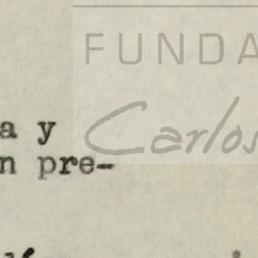 FUNDA
a y
Carlos
n pre-